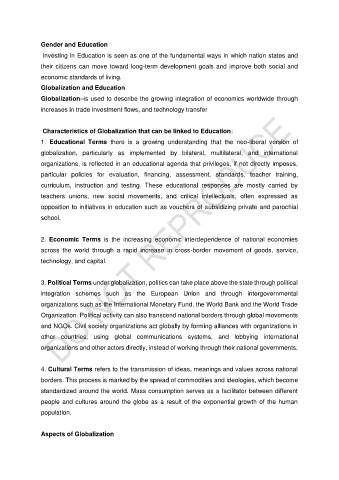 Gender and Education
Investing in Education is seen as one of the fundamental ways in which nation states and
their citizens can move toward long-term development goals and improve both social and
economic standards of living.
Globalization and Education
Globalization–is used to describe the growing integration of economics worldwide through
increases in trade investment flows, and technology transfer
Characteristics of Globalization that can be linked to Education:
1. Educational Terms there is a growing understanding that the neo-liberal version of
globalization, particularly as implemented by bilateral, multilateral, and international
organizations, is reflected in an educational agenda that privileges, if not directly imposes,
particular policies for evaluation, financing, assessment, standards, teacher training,
curriculum, instruction and testing. These educational responses are mostly carried by
teachers unions, new social movements, and critical intellectuals, often expressed as
opposition to initiatives in education such as vouchers of subsidizing private and parochial
school.
2. Economic Terms is the increasing economic interdependence of national economies
across the world through a rapid increase in cross-border movement of goods, service,
technology, and capital.
3. Political Terms under globalization, politics can take place above the state through political
integration schemes such as the European Union and through intergovernmental
organizations such as the International Monetary Fund, the World Bank and the World Trade
Organization. Political activity can also transcend national borders through global movements
and NGOs. Civil society organizations act globally by forming alliances with organizations in
other countries, using global communications systems, and lobbying international
organizations and other actors directly, instead of working through their national governments.
4. Cultural Terms refers to the transmission of ideas, meanings and values across national
borders. This process is marked by the spread of commodities and ideologies, which become
standardized around the world. Mass consumption serves as a facilitator between different
people and cultures around the globe as a result of the exponential growth of the human
population.
Aspects of Globalization
DO NOT REPRODUCE